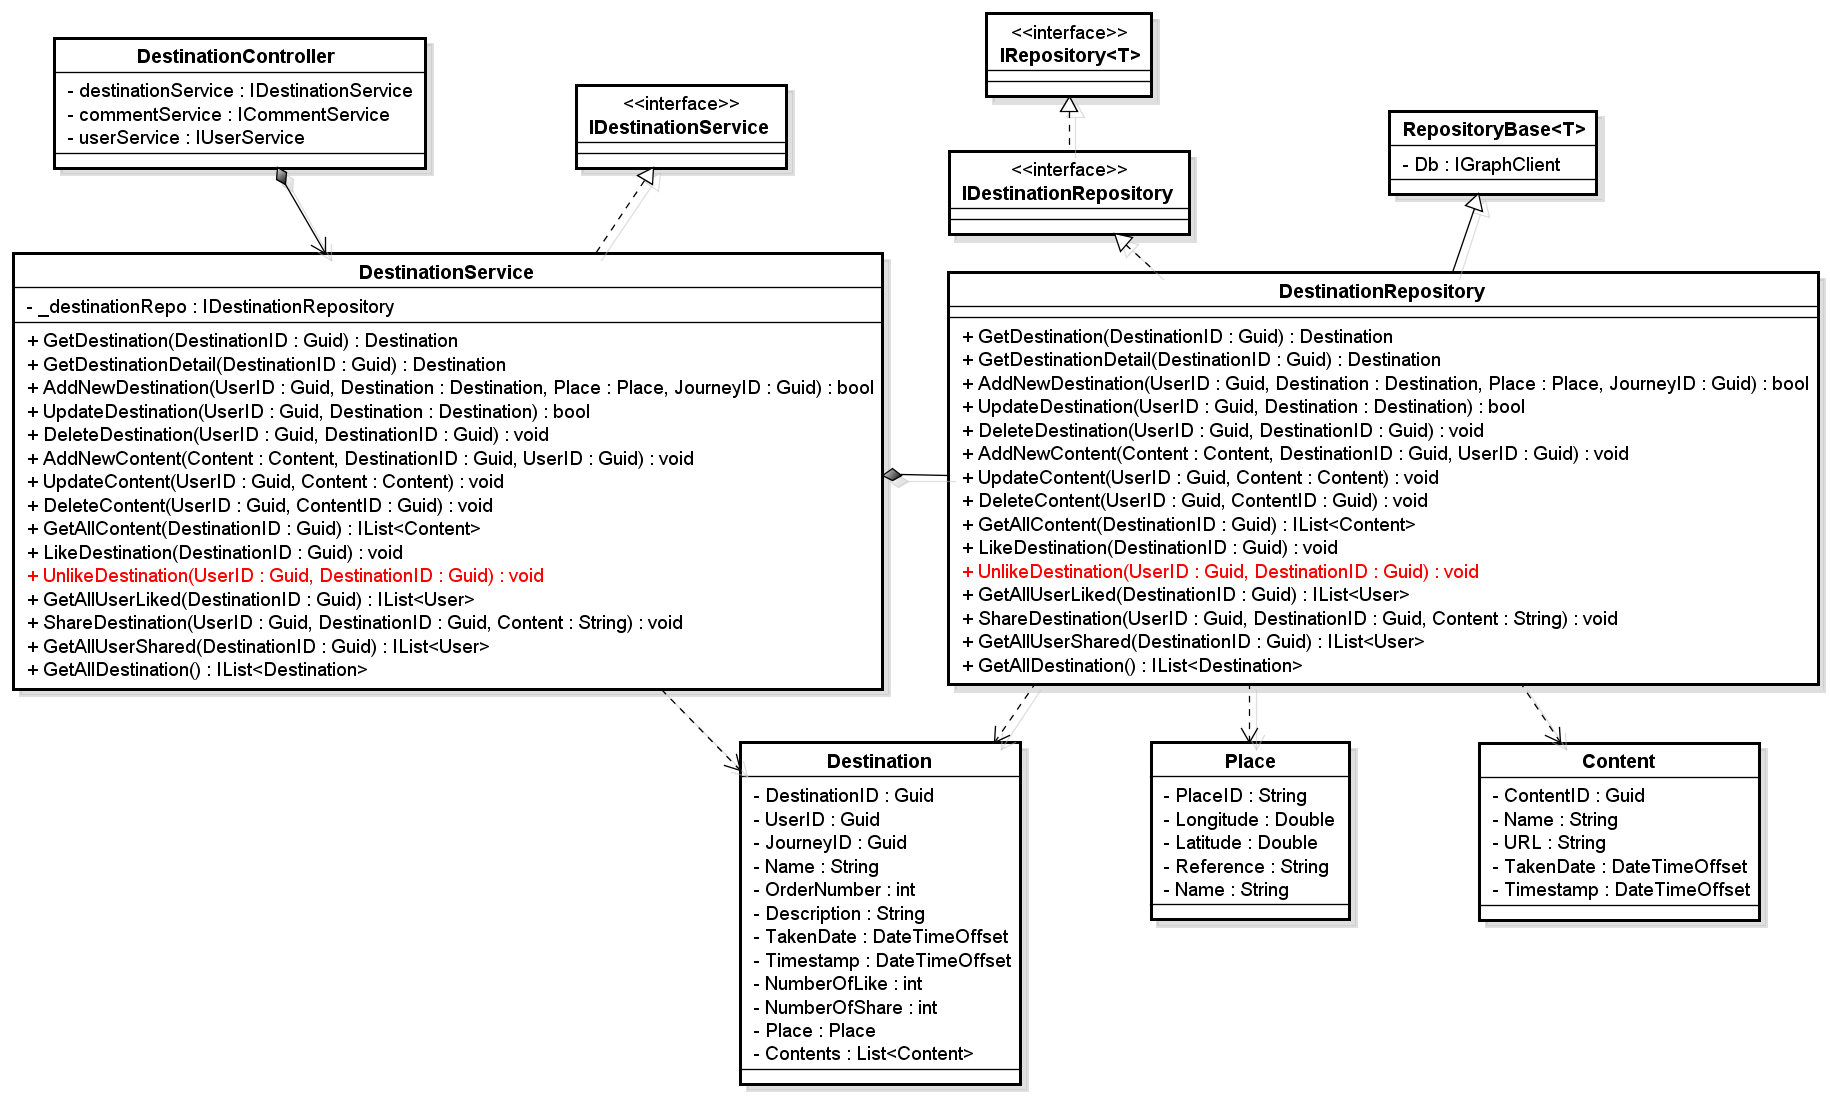 DestinationController
- destinationService : IDestinationService
- commentService : ICommentService
- userService : IUserService
<<interface>>
IDestinationService
<<interface>>
IRepository<T>
<<interface>>
IDestinationRepository
RepositoryBase<T>
- Db : IGraphClient
DestinationService
- _destinationRepo : IDestinationRepository
+ GetDestination(DestinationID : Guid) : Destination
+ GetDestinationDetail(DestinationID : Guid) : Destination
+ AddNewDestination(UserID : Guid, Destination : Destination, Place : Place, JourneyID : Guid) : bool
+ UpdateDestination(UserID : Guid, Destination : Destination) : bool
+ DeleteDestination(UserID : Guid, DestinationID : Guid) : void
+ AddNewContent(Content : Content, DestinationID : Guid, UserID : Guid) : void
+ UpdateContent(UserID : Guid, Content : Content) : void
+ DeleteContent(UserID : Guid, ContentID : Guid) : void
+ GetAllContent(DestinationID : Guid) : IList<Content>
+ LikeDestination(DestinationID : Guid) : void
+ UnlikeDestination(UserID : Guid, DestinationID : Guid) : void
+ GetAllUserLiked(DestinationID : Guid) : IList<User>
+ ShareDestination(UserID : Guid, DestinationID : Guid, Content : String) : void
+ GetAllUserShared(DestinationID : Guid) : IList<User>
+ GetAllDestination() : IList<Destination>
DestinationRepository
+ GetDestination(DestinationID : Guid) : Destination
+ GetDestinationDetail(DestinationID : Guid) : Destination
+ AddNewDestination(UserID : Guid, Destination : Destination, Place : Place, JourneyID : Guid) : bool
+ UpdateDestination(UserID : Guid, Destination : Destination) : bool
+ DeleteDestination(UserID : Guid, DestinationID : Guid) : void
+ AddNewContent(Content : Content, DestinationID : Guid, UserID : Guid) : void
+ UpdateContent(UserID : Guid, Content : Content) : void
+ DeleteContent(UserID : Guid, ContentID : Guid) : void
+ GetAllContent(DestinationID : Guid) : IList<Content>
+ LikeDestination(DestinationID : Guid) : void
+ UnlikeDestination(UserID : Guid, DestinationID : Guid) : void
+ GetAllUserLiked(DestinationID : Guid) : IList<User>
+ ShareDestination(UserID : Guid, DestinationID : Guid, Content : String) : void
+ GetAllUserShared(DestinationID : Guid) : IList<User>
+ GetAllDestination() : IList<Destination>
Destination
- DestinationID : Guid
- UserID : Guid
- JourneyID : Guid
- Name : String
- OrderNumber : int
- Description : String
- TakenDate : DateTimeOffset
- Timestamp : DateTimeOffset
- NumberOfLike : int
- NumberOfShare : int
- Place : Place
- Contents : List<Content>
Place
- PlaceID : String
- Longitude : Double
- Latitude : Double
- Reference : String
- Name : String
Content
- ContentID : Guid
- Name : String
- URL : String
- TakenDate : DateTimeOffset
- Timestamp : DateTimeOffset